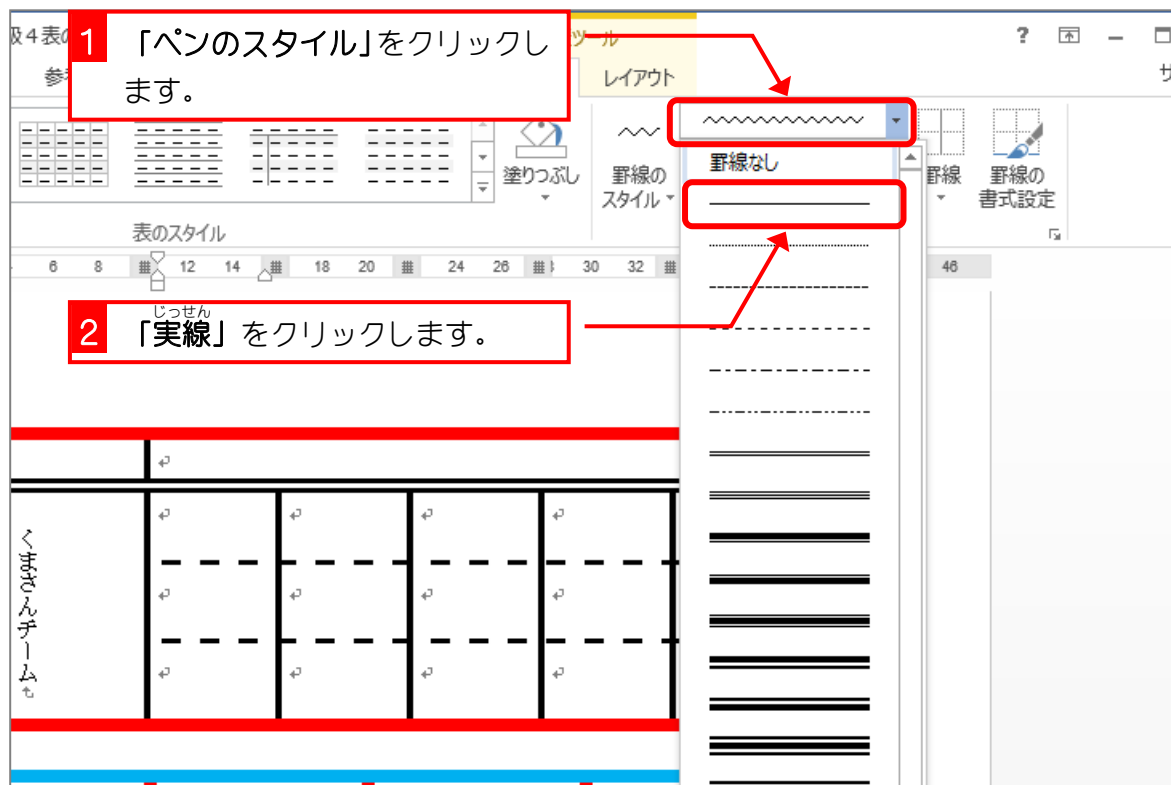 級4表の
ツール
?
参考
レイアウト
サ
1 「ペンのスタイル」をクリックし
ます。
塗りつぶし
罫線の
スタイル
罫線なし
罫線
罫線の
書式設定
表のスタイル
6 8 12 14 18 20 24 26 30 32 46
じっせん
2 「実線」をクリックします。
くまさんチーム